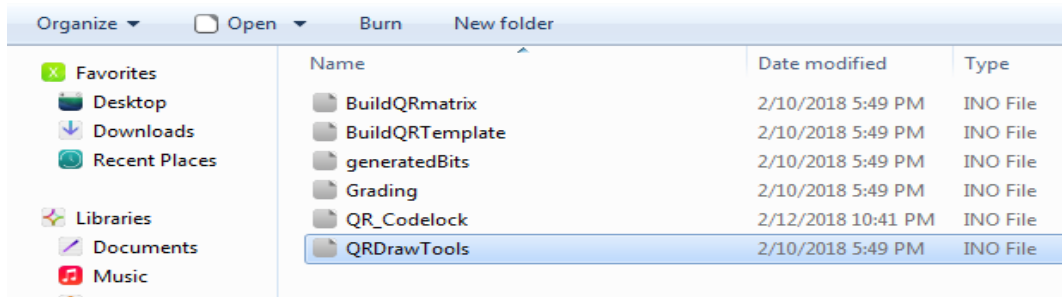 Organize Open Burn New folder
Favorites
Desktop
Downloads
Recent Places
Libraries
Documents
Music
Name Date modified Type
BuildQRmatrix 2/10/2018 5:49 PM INO File
BuildQRTemplate 2/10/2018 5:49 PM INO File
generatedBits 2/10/2018 5:49 PM INO File
Grading 2/10/2018 5:49 PM INO File
QR_Codelock 2/12/2018 10:41 PM INO File
QRDrawTools 2/10/2018 5:49 PM INO File